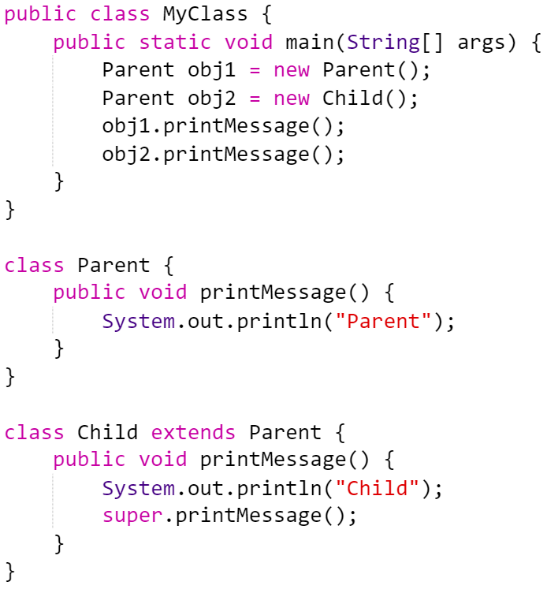 public class MyClass {
    public static void main(String[] args) {
        Parent obj1 = new Parent();
        Parent obj2 = new Child();
        obj1.printMessage();
        obj2.printMessage();
    }
}

class Parent {
    public void printMessage() {
        System.out.println("Parent");
    }
}

class Child extends Parent {
    public void printMessage() {
        System.out.println("Child");
        super.printMessage();
    }
}